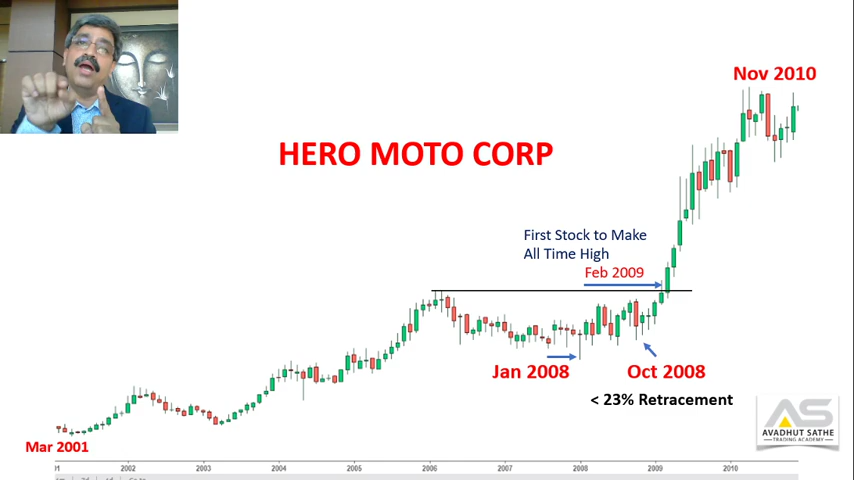 Nov 2010
HERO MOTO CORP
First Stock to Make
All Time High
Feb 2009
Jan 2008
Oct 2008
< 23% Retracement
AS
AVADHUT SATHE
TRADING ACADEMY
Mar 2001
2002 2003 2004 2005 2006 2007 2008 2009 2010